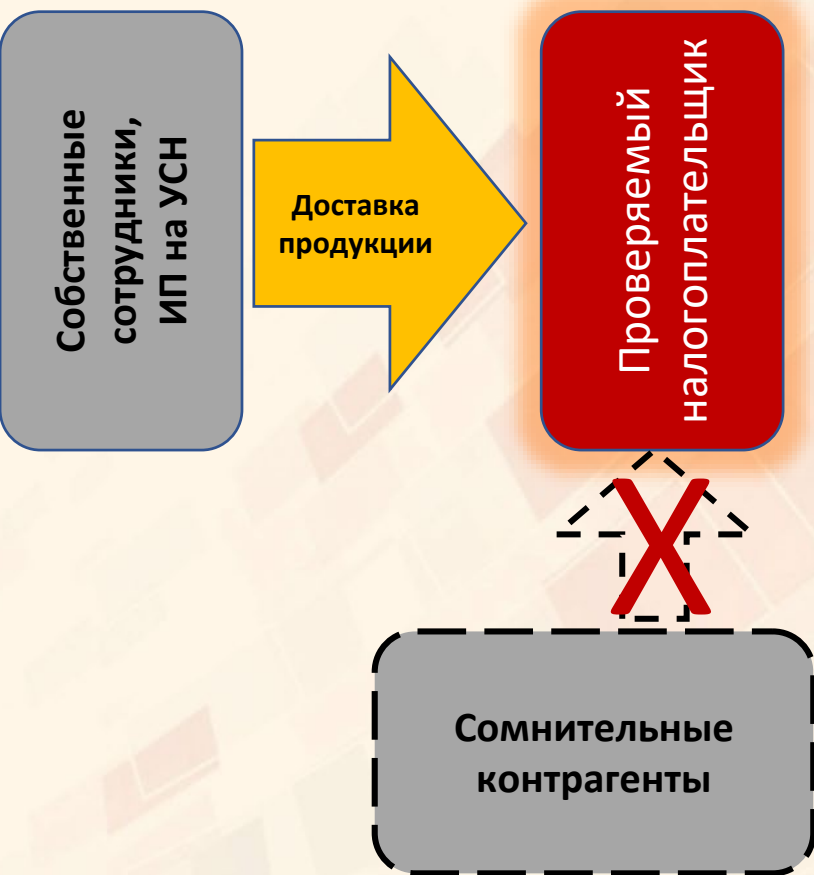 Собственные
сотрудники,
ИП на УСН
Доставка
продукции
Проверяемый
налогоплательщик
Сомнительные
контрагенты